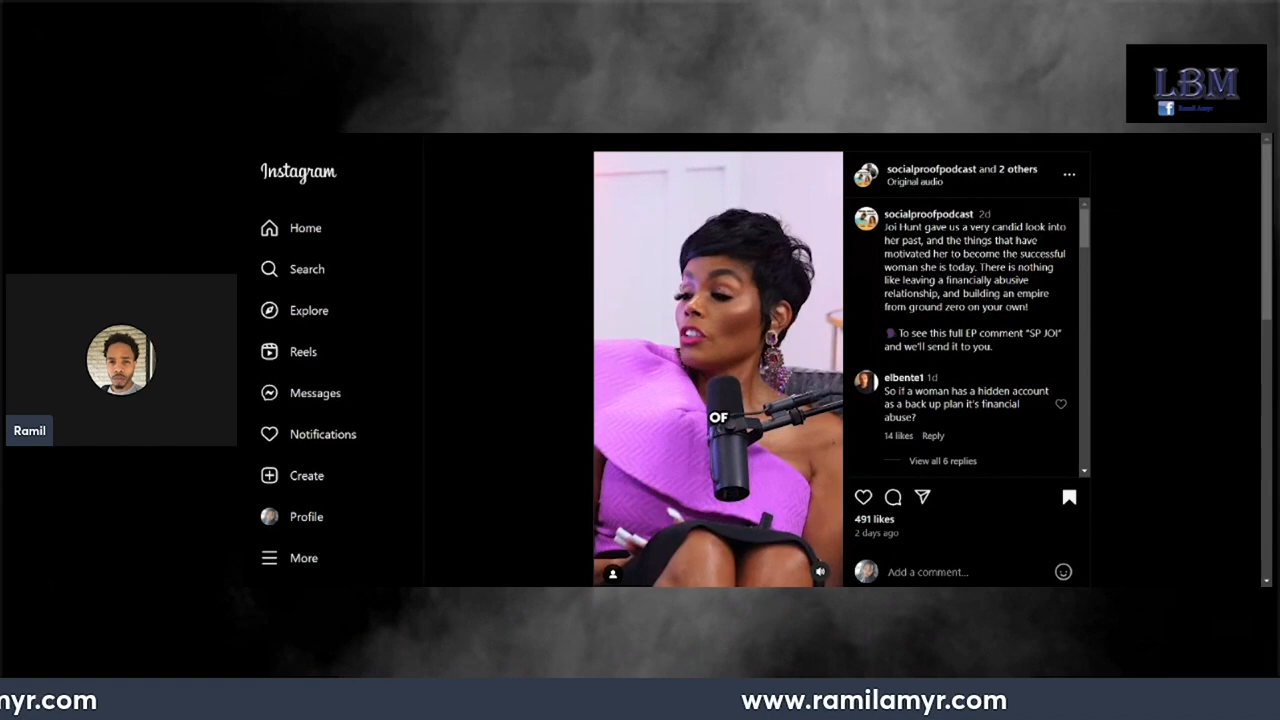 LBM
Ramil Amyr
Instagram
Home
Search
Explore
Reels
Messages
Notifications
Create
Profile
More
Ramil
OF
socialproofpodcast and 2 others
Original audio
socialproofpodcast 2d
Joi Hunt gave us a very candid look into
her past, and the things that have
motivated her to become the successful
woman she is today. There is nothing
like leaving a financially abusive
relationship, and building an empire
from ground zero on your own!
To see this full EP comment “SP JOI”
and we'll send it to you.
elbente1 1d
So if a woman has a hidden account
as a back up plan it's financial
abuse?
14 likes Reply
View all 6 replies
491 likes
2 days ago
Add a comment...
myr.com
www.ramilamyr.com